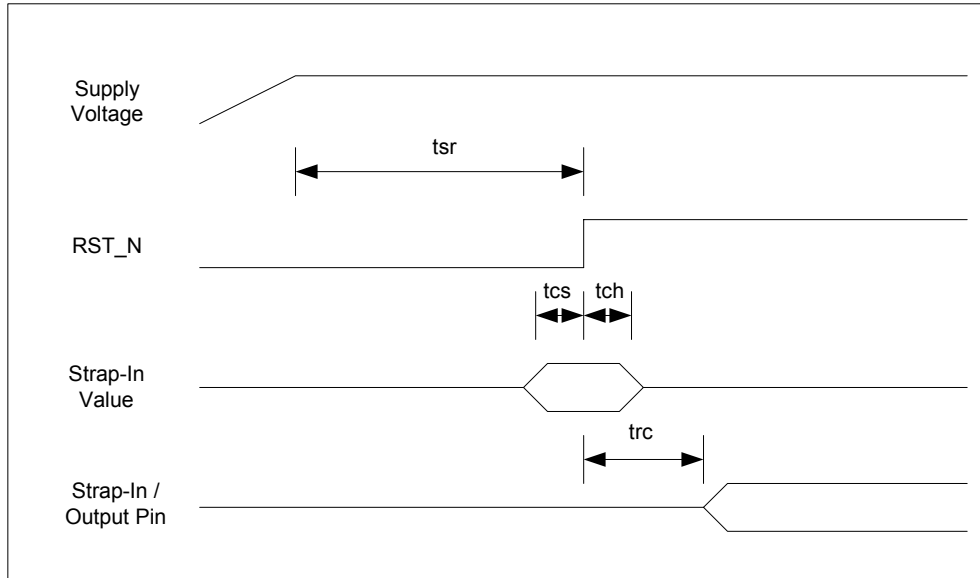 Supply
Voltage
tsr
RST_N
tcs
tch
Strap-In
Value
trc
Strap-In /
Output Pin